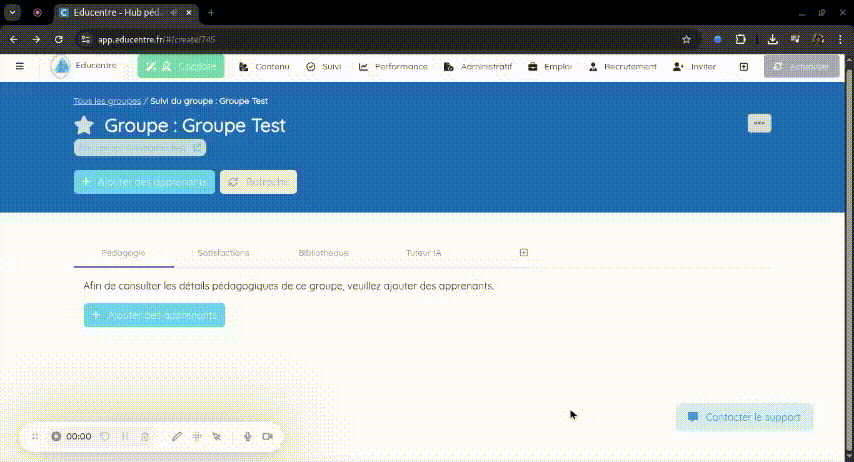 Educentre - Hub péd
app.educentre.fr/#/create/745
Educentre
Copilote
Contenu
Suivi
Performance
Administratif
Emploi
Recrutement
Inviter
Actualiser
Tous les groupes / Suivi du groupe : Groupe Test
Groupe : Groupe Test
Ajouter des apprenants
Rafraîchir
Pédagogie
Satisfactions
Bibliothèque
Tuteur IA
Afin de consulter les détails pédagogiques de ce groupe, veuillez ajouter des apprenants.
Ajouter des apprenants
Contacter le support
00:00